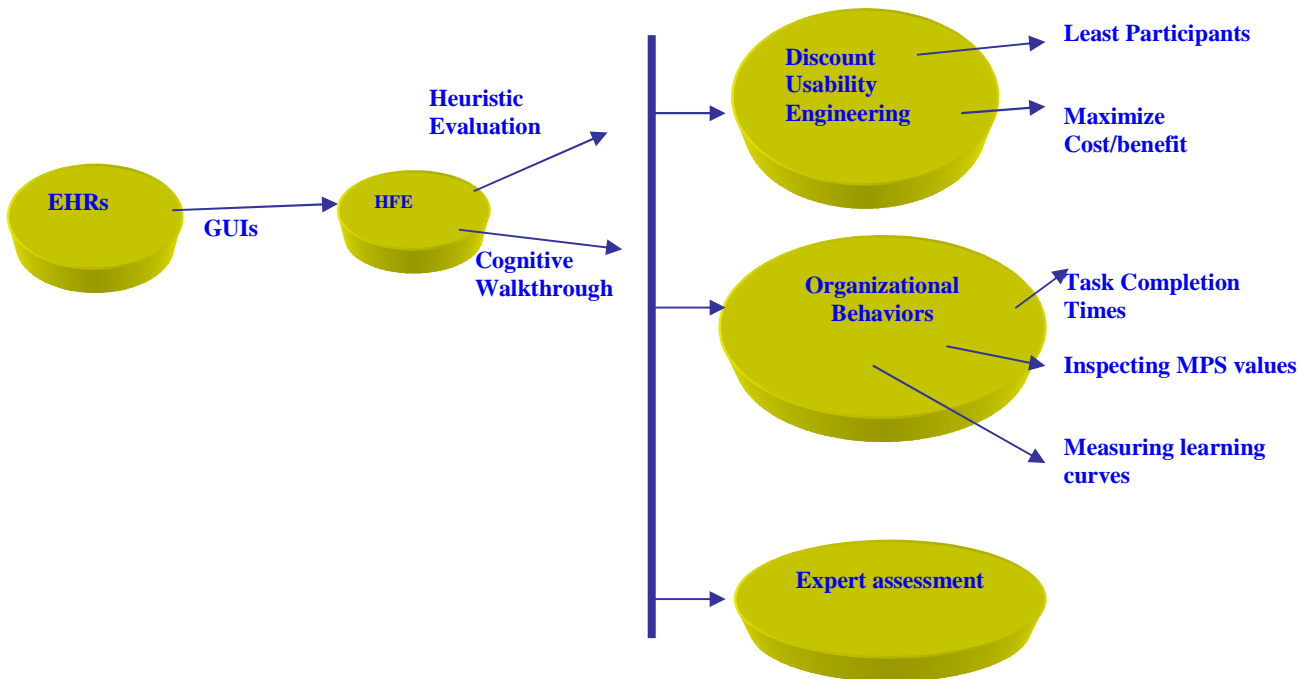 EHRs
GUIs
HFE
Heuristic
Evaluation
Cognitive
Walkthrough
Discount
Usability
Engineering
Least Participants
Maximize
Cost/benefit
Organizational
Behaviors
Task Completion
Times
Inspecting MPS values
Measuring learning
curves
Expert assessment